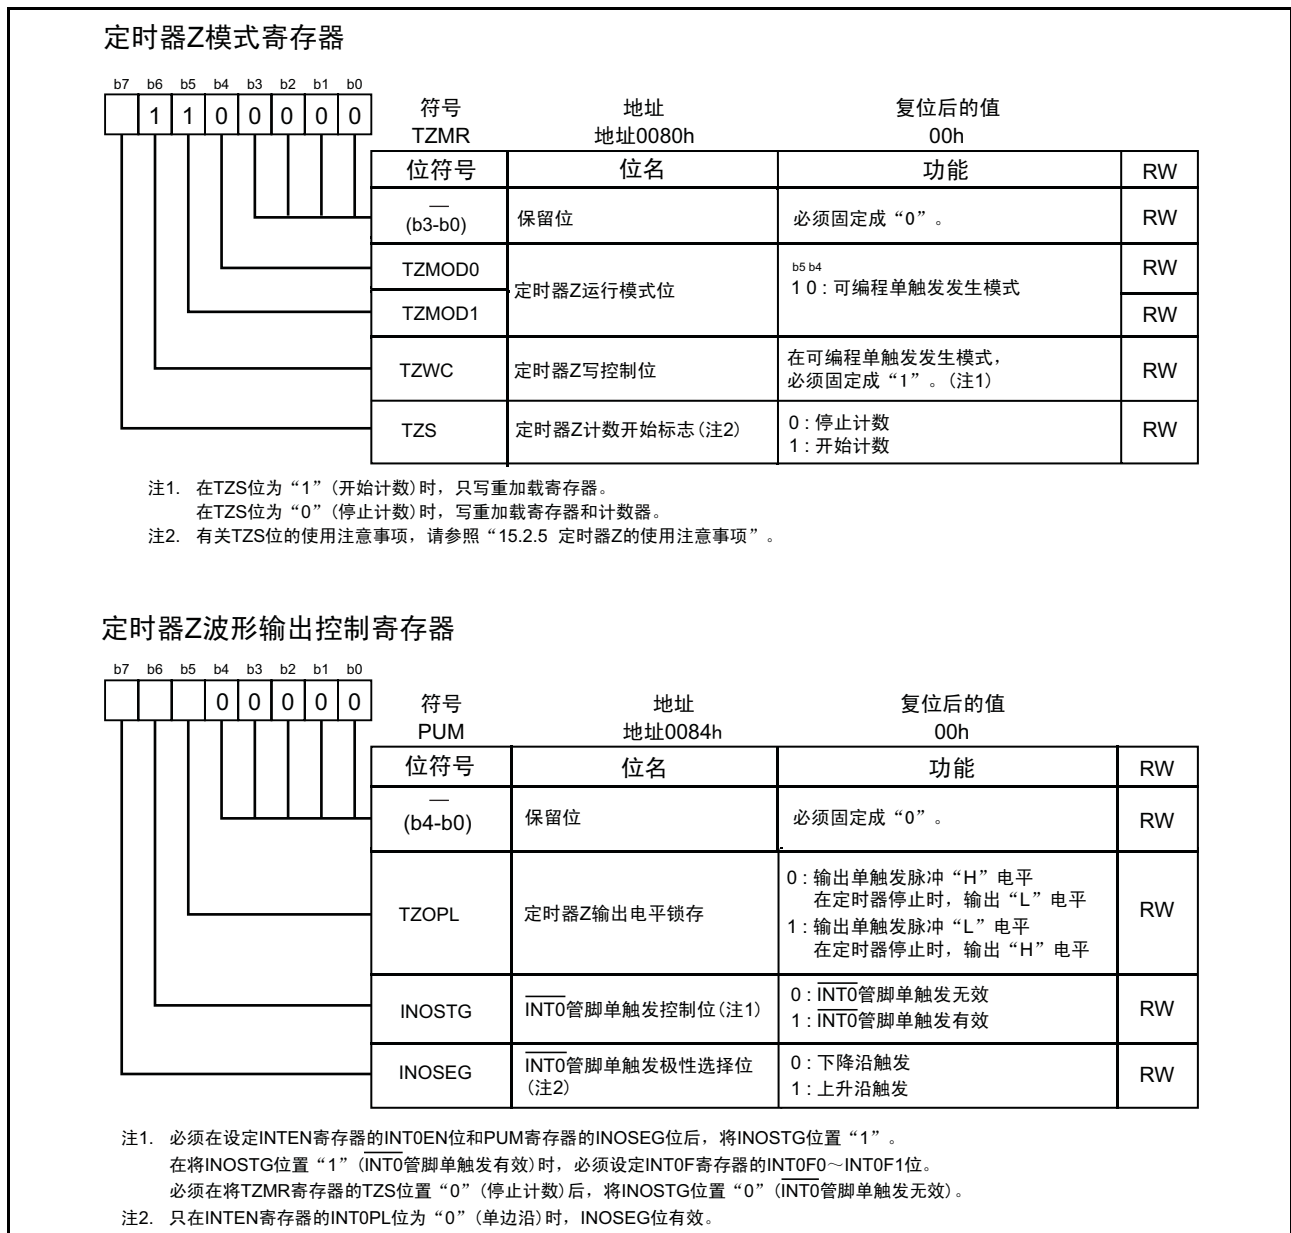 定时器Z模式寄存器
b7 b6 b5 b4 b3 b2 b1 b0
1 1 0 0 0 0 0
符号 地址 复位后的值
TZMR 地址0080h 00h
位符号 位名 功能 RW
—
(b3-b0) 保留位 必须固定成“0”。 RW
TZMOD0 定时器Z运行模式位 b5 b4 RW
1 0 : 可编程单触发发生模式
TZMOD1 RW
TZWC 定时器Z写控制位 在可编程单触发发生模式， RW
必须固定成“1”。(注1)
TZS 定时器Z计数开始标志(注2) 0 : 停止计数 RW
1 : 开始计数
注1. 在TZS位为“1”(开始计数)时，只写重加载寄存器。
在TZS位为“0”(停止计数)时，写重加载寄存器和计数器。
注2. 有关TZS位的使用注意事项，请参照“15.2.5 定时器Z的使用注意事项”。
定时器Z波形输出控制寄存器
b7 b6 b5 b4 b3 b2 b1 b0
0 0 0 0 0
符号 地址 复位后的值
PUM 地址0084h 00h
位符号 位名 功能 RW
—
(b4-b0) 保留位 必须固定成“0”。 RW
TZOPL 定时器Z输出电平锁存 0 : 输出单触发脉冲“H”电平 RW
在定时器停止时，输出“L”电平
1 : 输出单触发脉冲“L”电平
在定时器停止时，输出“H”电平
INOSTG INT0管脚单触发控制位(注1) 0 : INT0管脚单触发无效 RW
1 : INT0管脚单触发有效
INOSEG INT0管脚单触发极性选择位 0 : 下降沿触发 RW
(注2) 1 : 上升沿触发
注1. 必须在设定INTEN寄存器的INT0EN位和PUM寄存器的INOSEG位后，将INOSTG位置“1”。
在将INOSTG位置“1”(INT0管脚单触发有效)时，必须设定INT0F寄存器的INT0F0～INT0F1位。
必须在将TZMR寄存器的TZS位置“0”(停止计数)后，将INOSTG位置“0”(INT0管脚单触发无效)。
注2. 只在INTEN寄存器的INT0PL位为“0”(单边沿)时，INOSEG位有效。